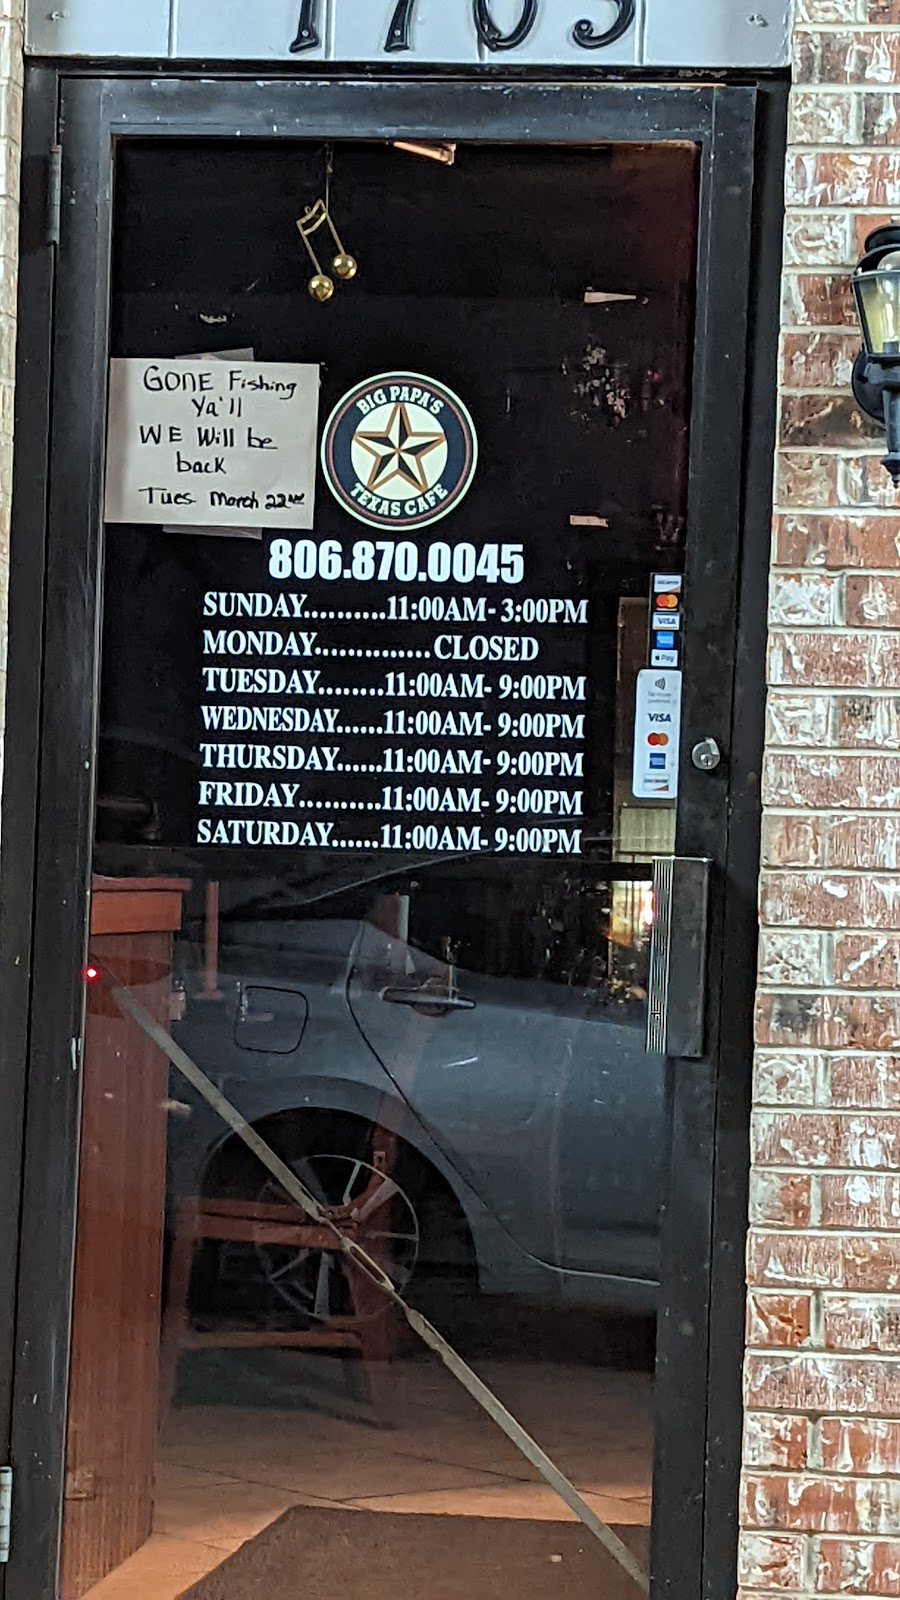 1703
GONE Fishing
Ya'll
WE Will be
back
Tues March 22nd
BIG PAPA'S
TEXAS CAFE
806.870.0045
SUNDAY..........11:00AM- 3:00PM
MONDAY..............CLOSED
TUESDAY........11:00AM- 9:00PM
WEDNESDAY......11:00AM- 9:00PM
THURSDAY......11:00AM- 9:00PM
FRIDAY..........11:00AM- 9:00PM
SATURDAY......11:00AM- 9:00PM
VISA
Pay
VISA